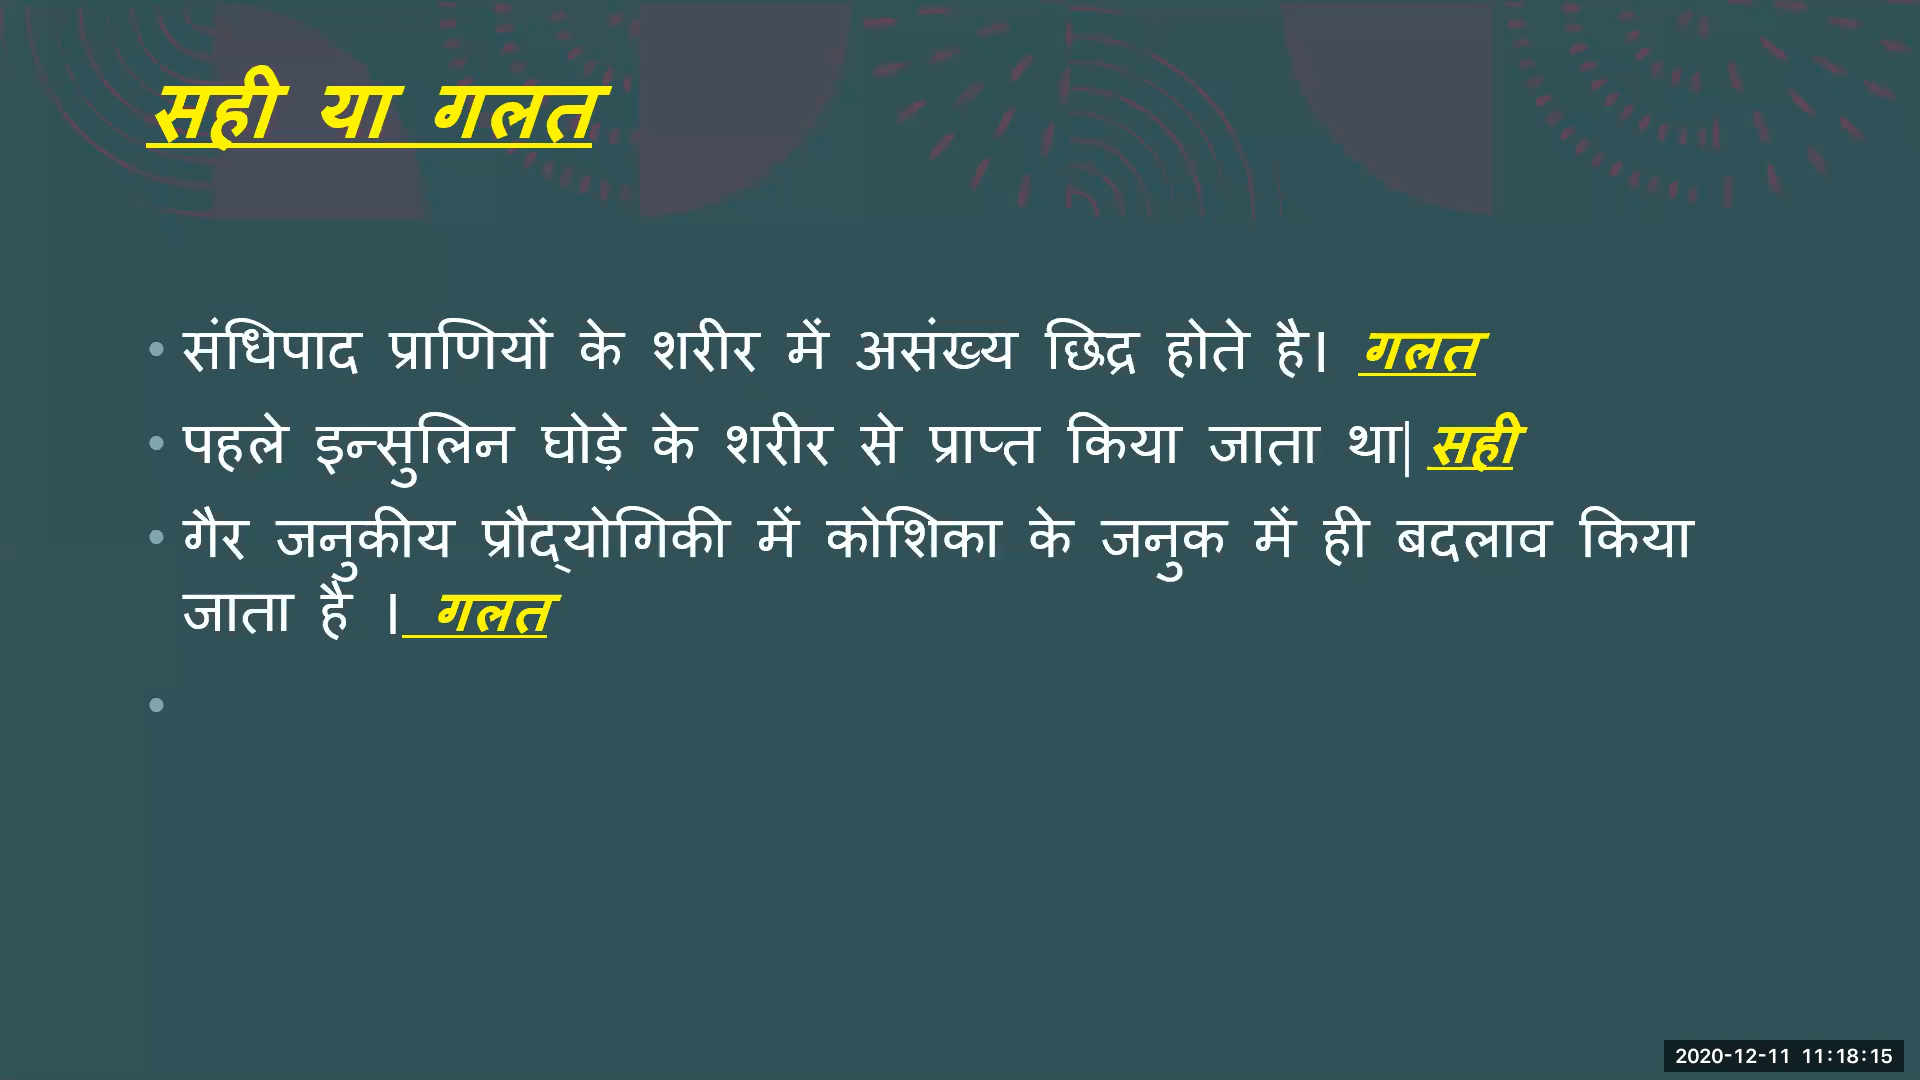 सही या गलत
• संधिपाद प्राणियों के शरीर में असंख्य छिद्र होते है। गलत
• पहले इन्सुलिन घोड़े के शरीर से प्राप्त किया जाता था| सही
• गैर जनुकीय प्रौद्योगिकी में कोशिका के जनुक में ही बदलाव किया
जाता है । गलत
•
2020-12-11 11:18:15